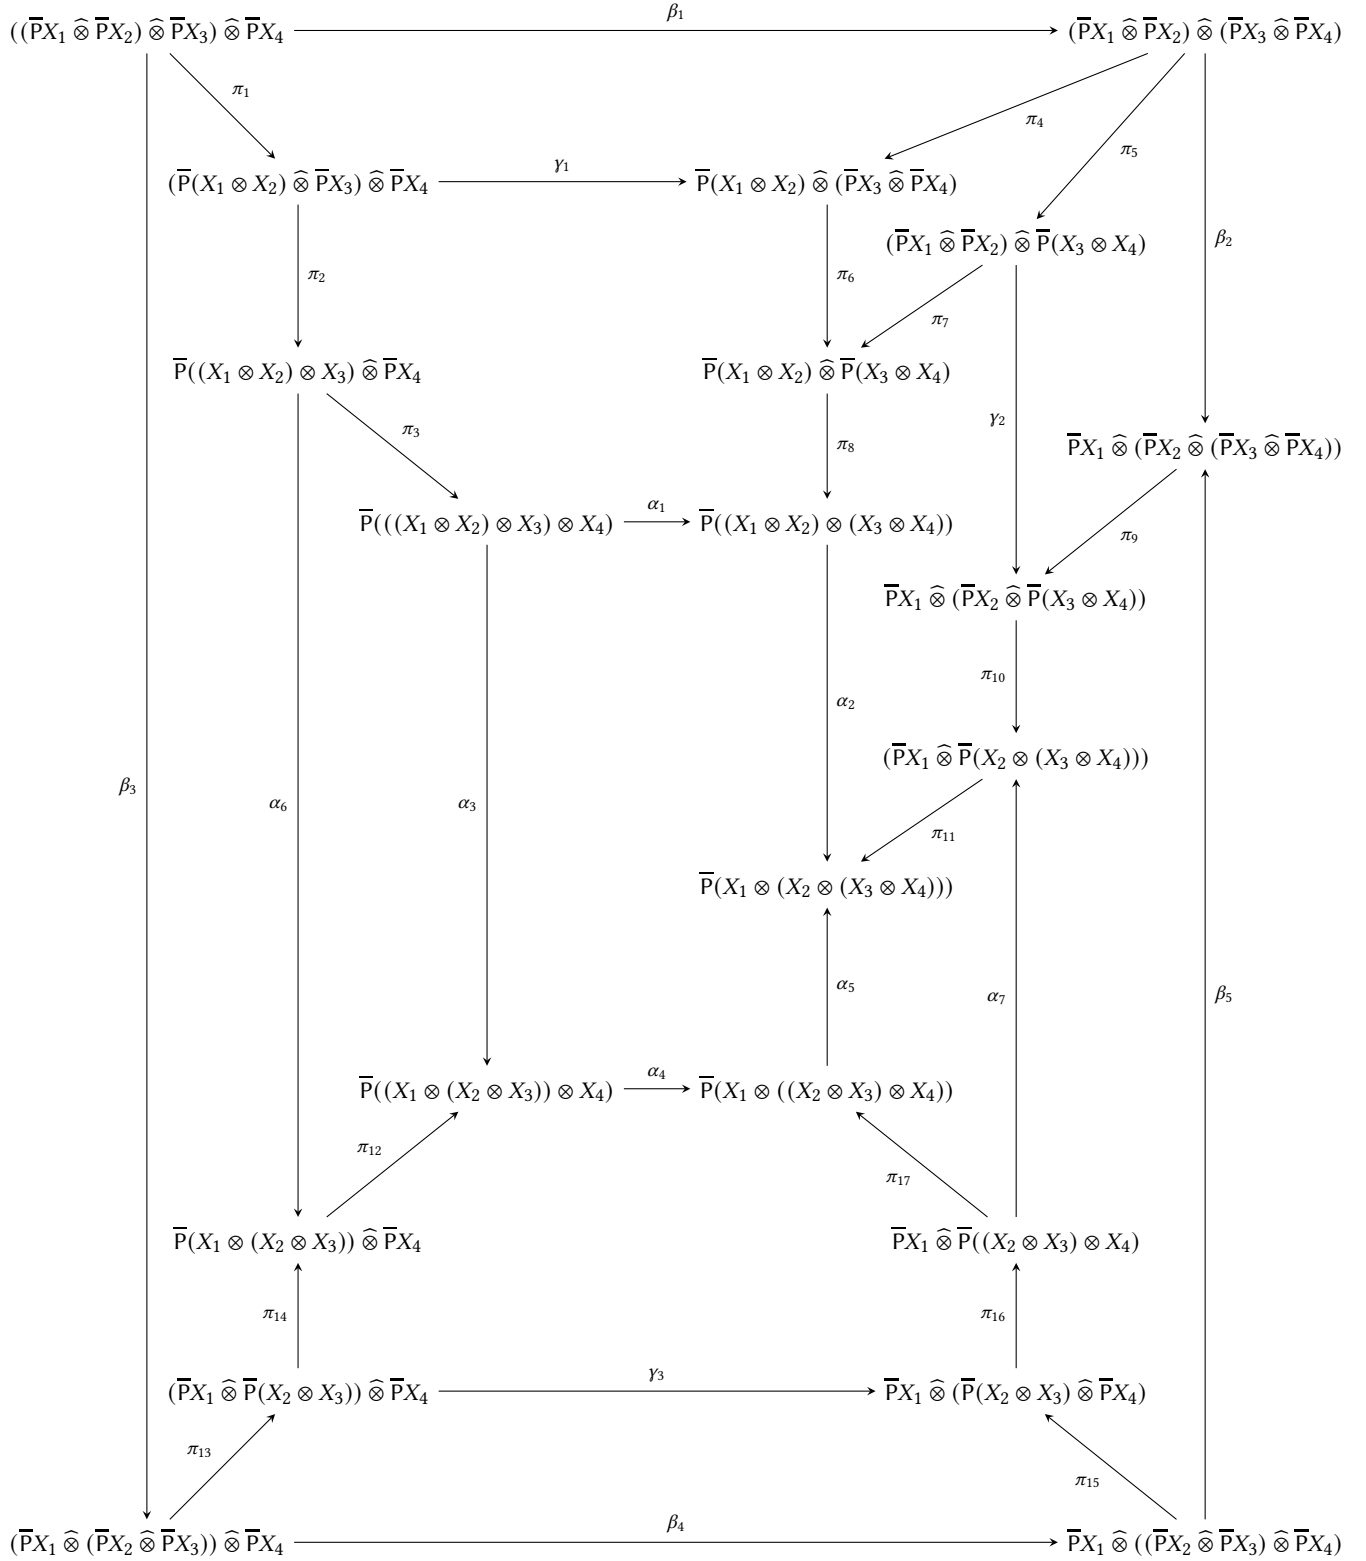 ((P̅X₁ ⊗̂ P̅X₂) ⊗̂ P̅X₃) ⊗̂ P̅X₄ β₁ (P̅X₁ ⊗̂ P̅X₂) ⊗̂ (P̅X₃ ⊗̂ P̅X₄)
π₁ π₄ π₅
(P̅(X₁ ⊗ X₂) ⊗̂ P̅X₃) ⊗̂ P̅X₄ γ₁ P̅(X₁ ⊗ X₂) ⊗̂ (P̅X₃ ⊗̂ P̅X₄)
(P̅X₁ ⊗̂ P̅X₂) ⊗̂ P̅(X₃ ⊗ X₄) β₂
π₂ π₆ π₇
P̅((X₁ ⊗ X₂) ⊗ X₃) ⊗̂ P̅X₄ P̅(X₁ ⊗ X₂) ⊗̂ P̅(X₃ ⊗ X₄)
π₃ π₈ γ₂
P̅X₁ ⊗̂ (P̅X₂ ⊗̂ (P̅X₃ ⊗̂ P̅X₄))
P̅(((X₁ ⊗ X₂) ⊗ X₃) ⊗ X₄) α₁ P̅((X₁ ⊗ X₂) ⊗ (X₃ ⊗ X₄))
π₉
P̅X₁ ⊗̂ (P̅X₂ ⊗̂ P̅(X₃ ⊗ X₄))
α₂ π₁₀
(P̅X₁ ⊗̂ P̅(X₂ ⊗ (X₃ ⊗ X₄)))
β₃ α₆ α₃ π₁₁
P̅(X₁ ⊗ (X₂ ⊗ (X₃ ⊗ X₄)))
α₅ α₇ β₅
P̅((X₁ ⊗ (X₂ ⊗ X₃)) ⊗ X₄) α₄ P̅(X₁ ⊗ ((X₂ ⊗ X₃) ⊗ X₄))
π₁₂ π₁₇
P̅(X₁ ⊗ (X₂ ⊗ X₃)) ⊗̂ P̅X₄ P̅X₁ ⊗̂ P̅((X₂ ⊗ X₃) ⊗ X₄)
π₁₄ π₁₆
(P̅X₁ ⊗̂ P̅(X₂ ⊗ X₃)) ⊗̂ P̅X₄ γ₃ P̅X₁ ⊗̂ (P̅(X₂ ⊗ X₃) ⊗̂ P̅X₄)
π₁₃ π₁₅
(P̅X₁ ⊗̂ (P̅X₂ ⊗̂ P̅X₃)) ⊗̂ P̅X₄ β₄ P̅X₁ ⊗̂ ((P̅X₂ ⊗̂ P̅X₃) ⊗̂ P̅X₄)